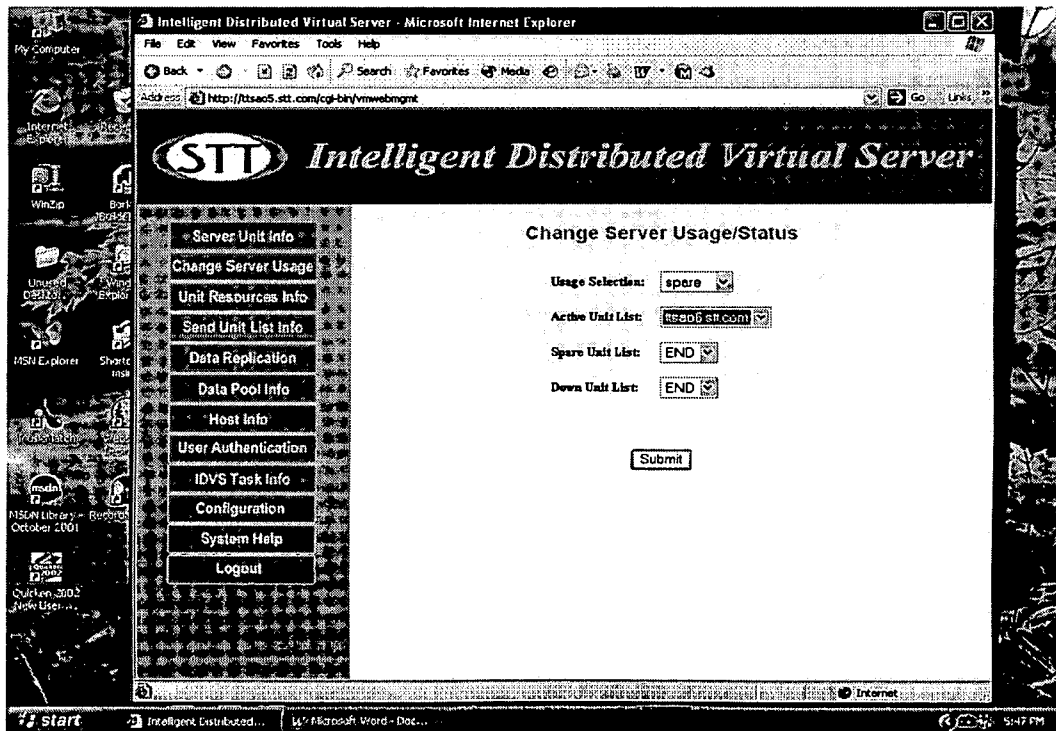 Intelligent Distributed Virtual Server - Microsoft Internet Explorer
File Edit View Favorites Tools Help
Back Search Favorites Media
Address http://ttsao5.stt.com/cgi-bin/vmwebmgmt Go Links »
STT Intelligent Distributed Virtual Server
Server Unit Info
Change Server Usage
Unit Resources Info
Send Unit List Info
Data Replication
Data Pool Info
Host Info
User Authentication
IDVS Task Info
Configuration
System Help
Logout
Change Server Usage/Status
Usage Selection: spare
Active Unit List: ttsao6.stt.com
Spare Unit List: END
Down Unit List: END
Submit
Internet
My Computer
Internet
WinZip
Unused
MSN Explorer
msdn
MSDN Library -
October 2001
Quicken 2002
New User
start
Intelligent Distributed...
Microsoft Word - Doc...
5:47 PM